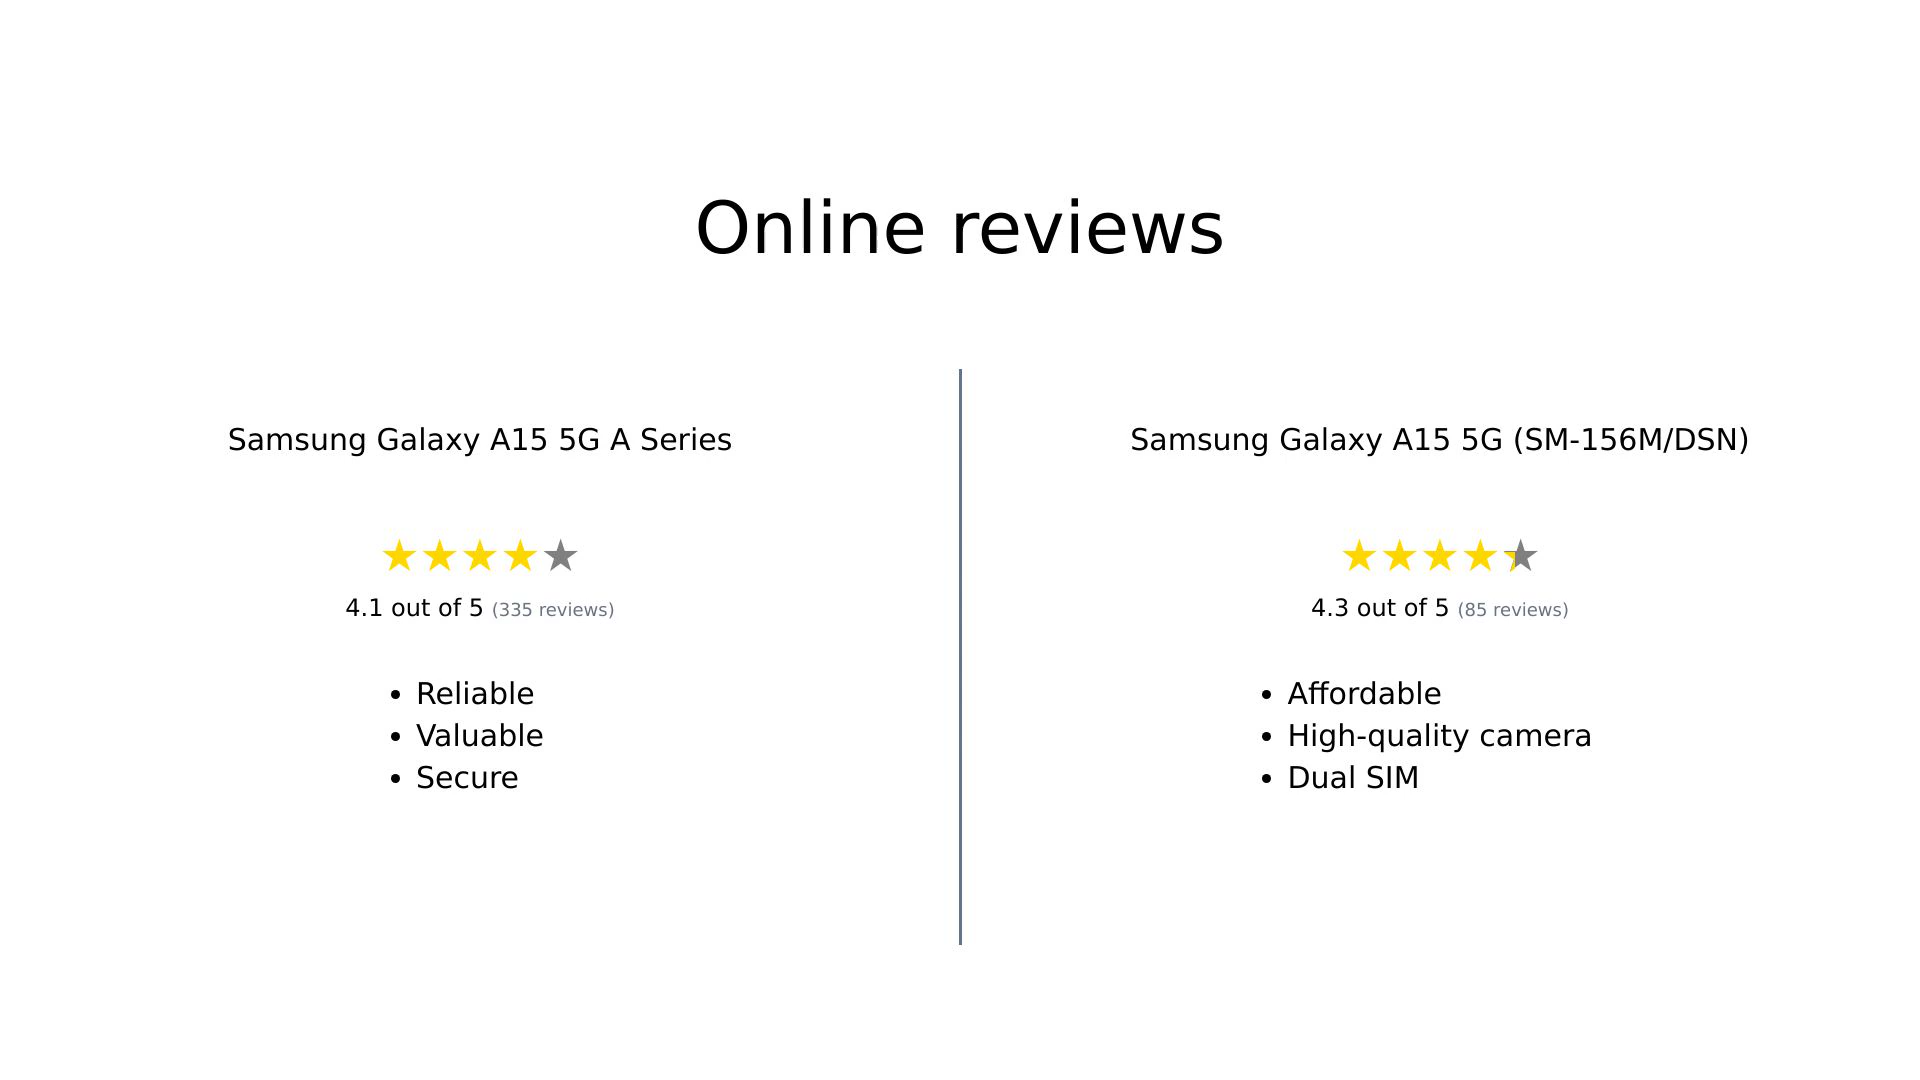 Online reviews
Samsung Galaxy A15 5G A Series
4.1 out of 5 (335 reviews)
• Reliable
• Valuable
• Secure
Samsung Galaxy A15 5G (SM-156M/DSN)
4.3 out of 5 (85 reviews)
• Affordable
• High-quality camera
• Dual SIM